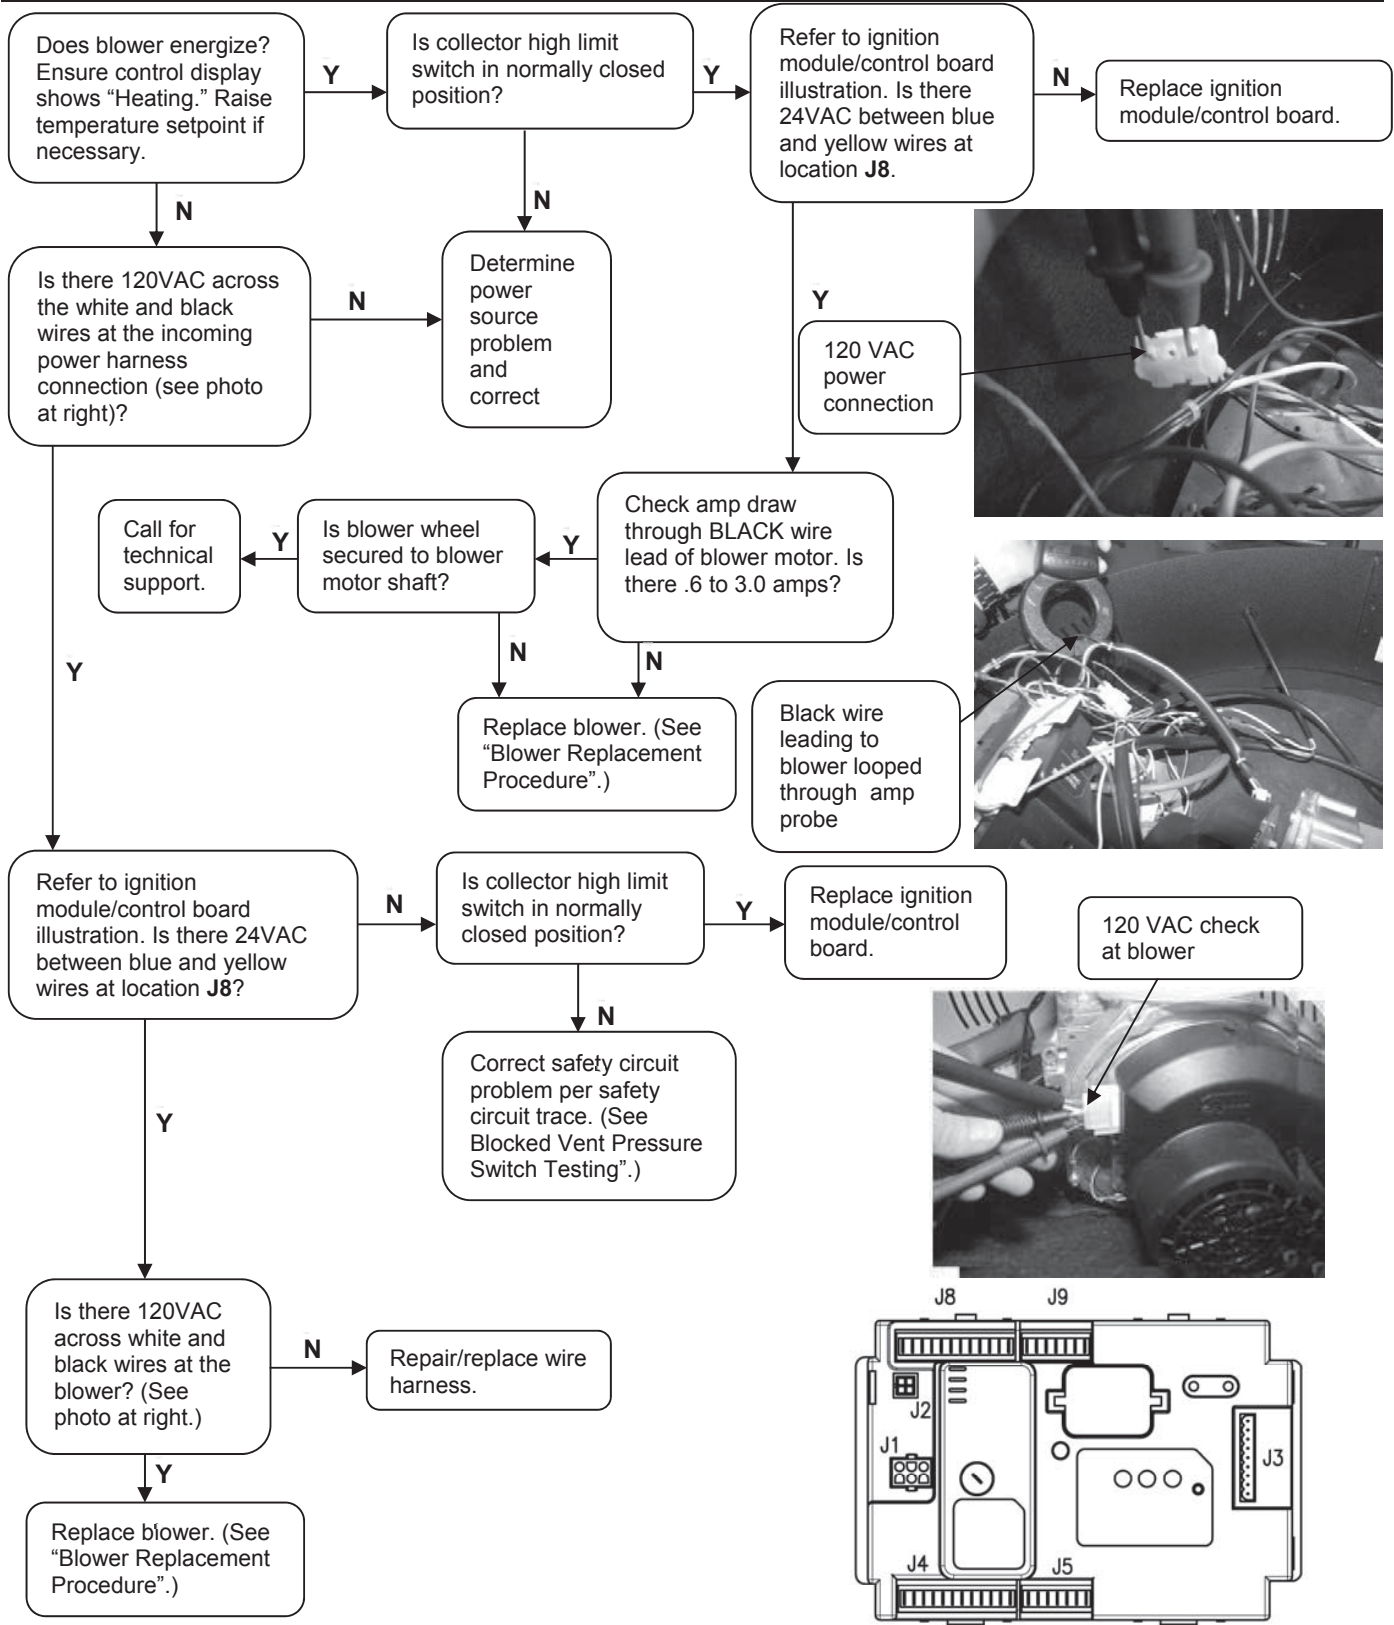 Does blower energize?
Ensure control display
shows “Heating.” Raise
temperature setpoint if
necessary.
Y
Is collector high limit
switch in normally closed
position?
Y
Refer to ignition
module/control board
illustration. Is there
24VAC between blue
and yellow wires at
location J8.
N
Replace ignition
module/control board.
N
N
Is there 120VAC across
the white and black
wires at the incoming
power harness
connection (see photo
at right)?
N
Determine
power
source
problem
and
correct
Y
120 VAC
power
connection
Call for
technical
support.
Y
Is blower wheel
secured to blower
motor shaft?
Y
Check amp draw
through BLACK wire
lead of blower motor. Is
there .6 to 3.0 amps?
N
N
Y
Replace blower. (See
“Blower Replacement
Procedure”.)
Black wire
leading to
blower looped
through amp
probe
Refer to ignition
module/control board
illustration. Is there 24VAC
between blue and yellow
wires at location J8?
N
Is collector high limit
switch in normally
closed position?
Y
Replace ignition
module/control
board.
120 VAC check
at blower
N
Correct safety circuit
problem per safety
circuit trace. (See
Blocked Vent Pressure
Switch Testing”.)
Y
Is there 120VAC
across white and
black wires at the
blower? (See
photo at right.)
N
Repair/replace wire
harness.
Y
Replace blower. (See
“Blower Replacement
Procedure”.)
J8 J9
J2
J1
J3
J4 J5